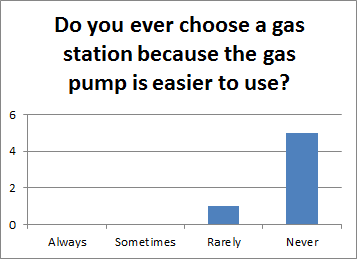 Do you ever choose a gas
station because the gas
pump is easier to use?
6
4
2
0
Always Sometimes Rarely Never